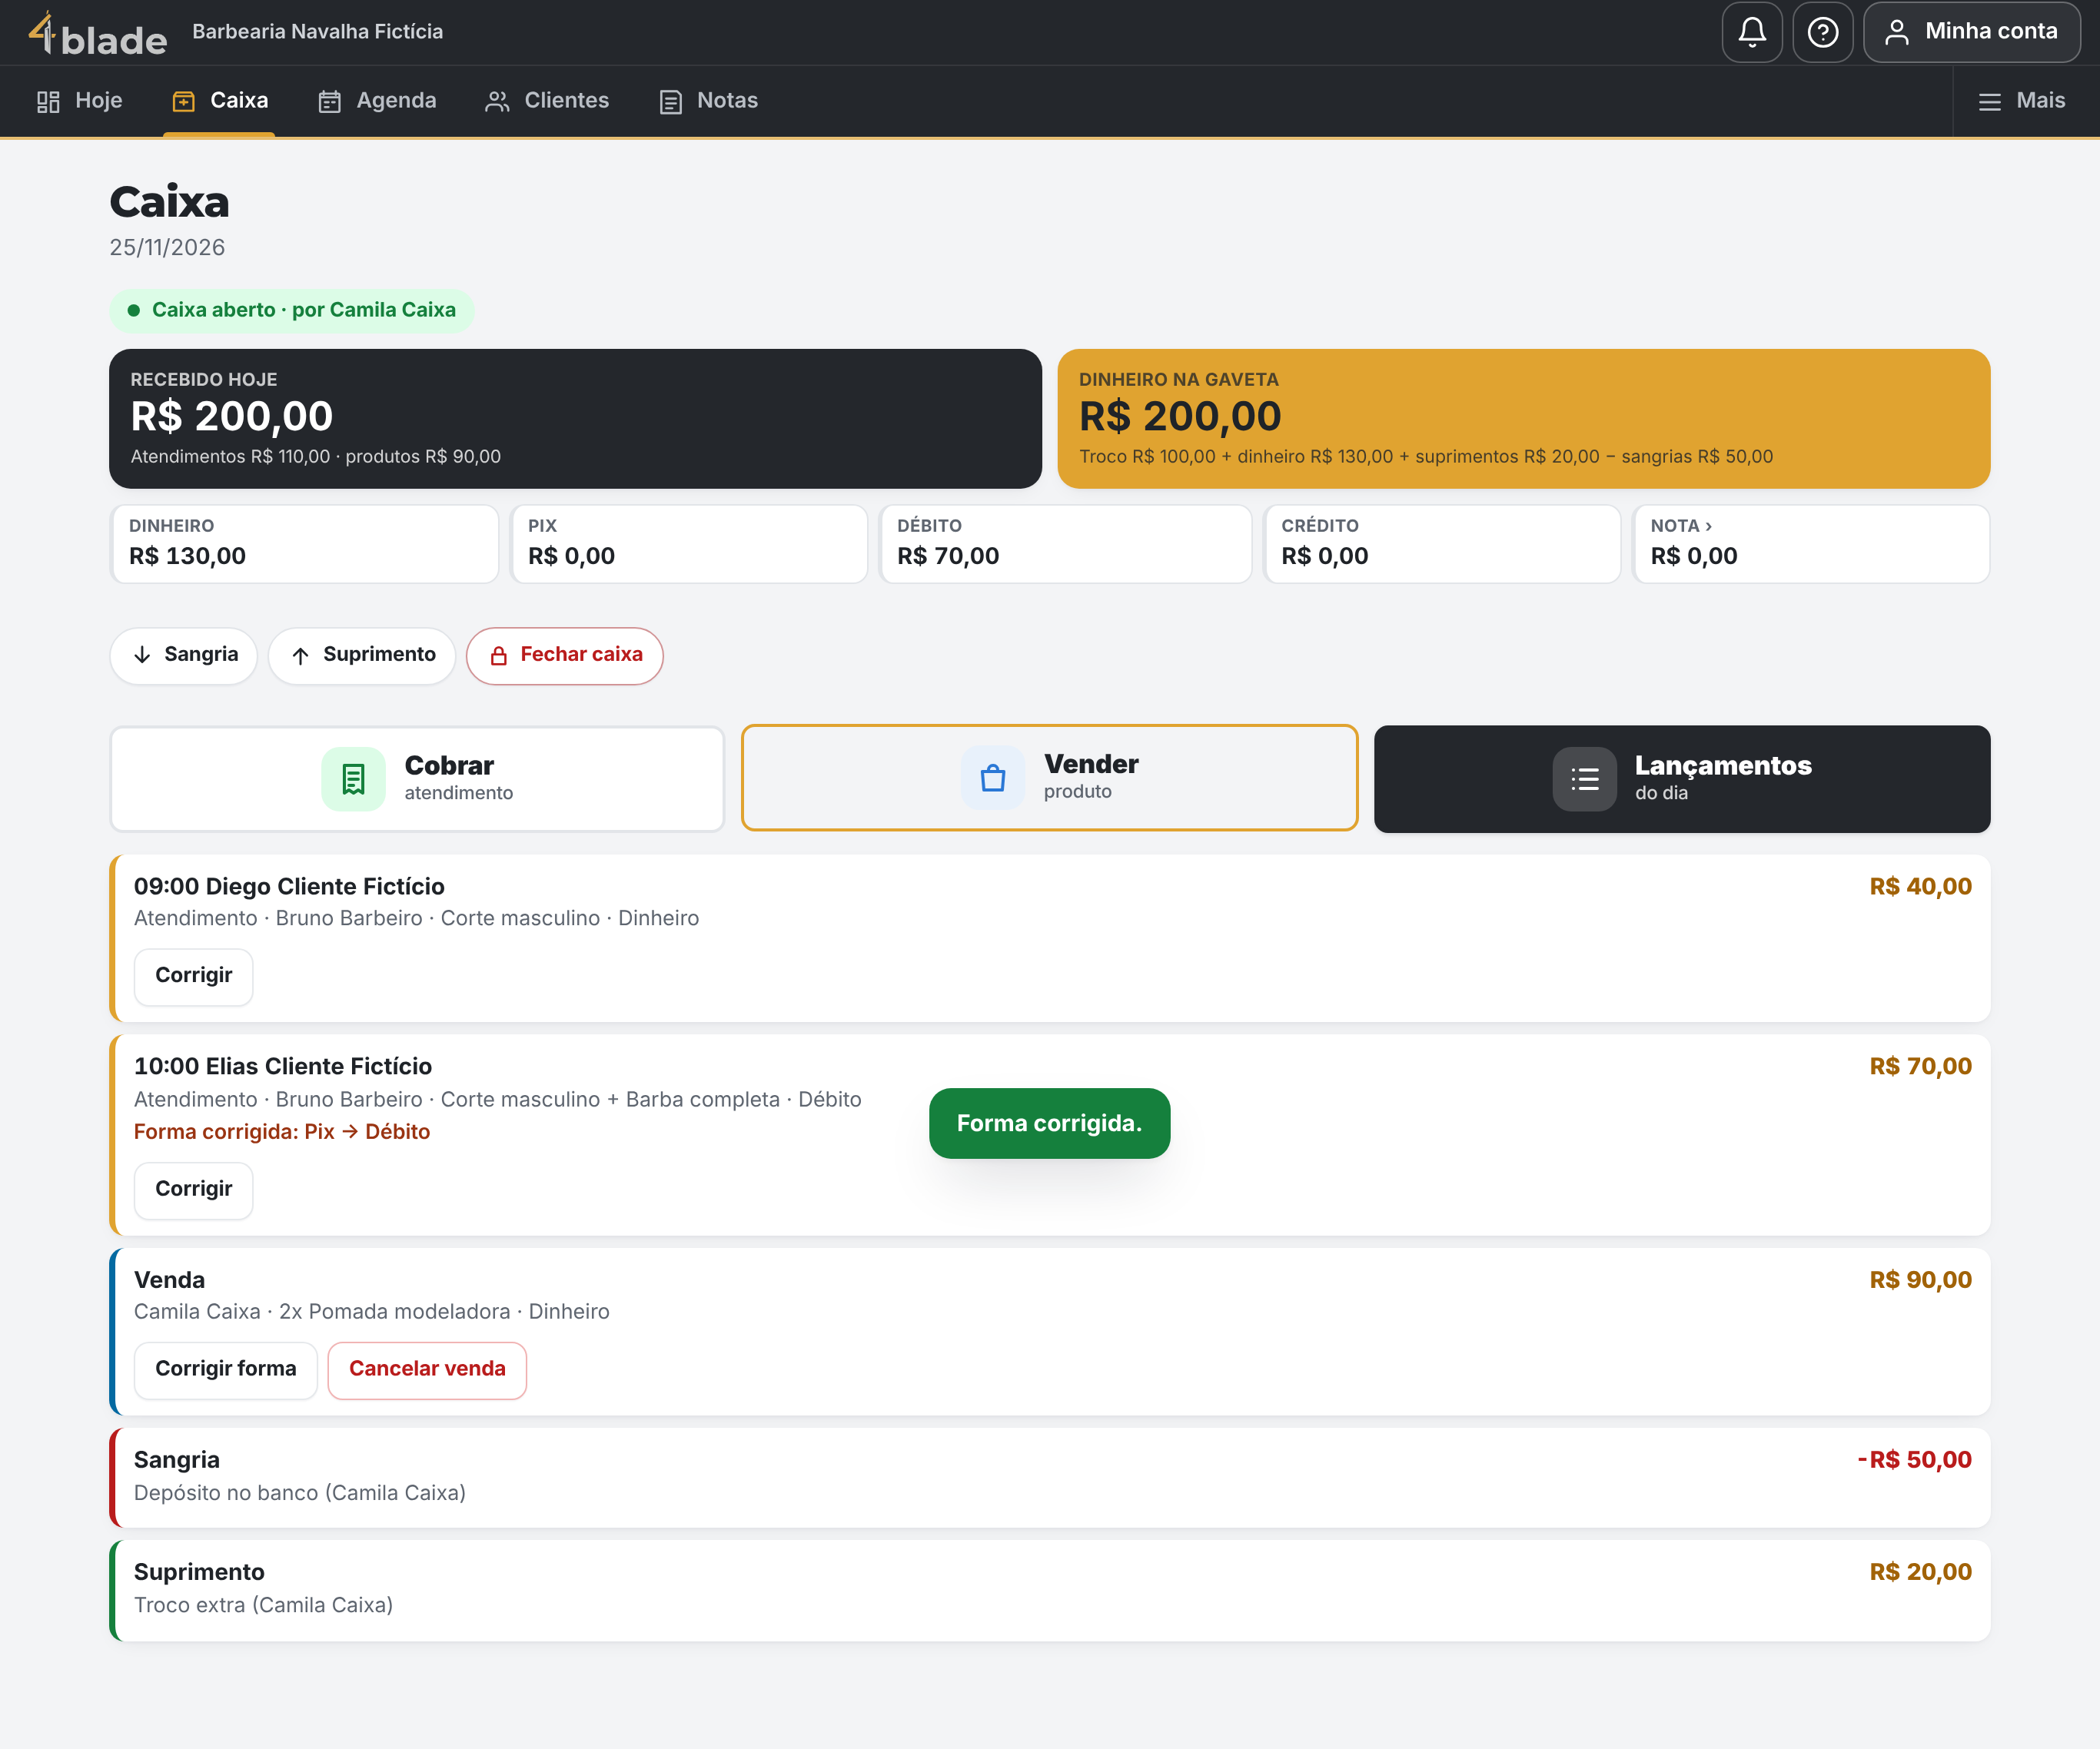 4blade Barbearia Navalha Fictícia Minha conta
Hoje Caixa Agenda Clientes Notas Mais
Caixa
25/11/2026
Caixa aberto · por Camila Caixa
RECEBIDO HOJE
R$ 200,00
Atendimentos R$ 110,00 · produtos R$ 90,00
DINHEIRO NA GAVETA
R$ 200,00
Troco R$ 100,00 + dinheiro R$ 130,00 + suprimentos R$ 20,00 − sangrias R$ 50,00
DINHEIRO
R$ 130,00
PIX
R$ 0,00
DÉBITO
R$ 70,00
CRÉDITO
R$ 0,00
NOTA ›
R$ 0,00
Sangria Suprimento Fechar caixa
Cobrar
atendimento
Vender
produto
Lançamentos
do dia
09:00 Diego Cliente Fictício R$ 40,00
Atendimento · Bruno Barbeiro · Corte masculino · Dinheiro
Corrigir
10:00 Elias Cliente Fictício R$ 70,00
Atendimento · Bruno Barbeiro · Corte masculino + Barba completa · Débito
Forma corrigida: Pix → Débito
Forma corrigida.
Corrigir
Venda R$ 90,00
Camila Caixa · 2x Pomada modeladora · Dinheiro
Corrigir forma Cancelar venda
Sangria -R$ 50,00
Depósito no banco (Camila Caixa)
Suprimento R$ 20,00
Troco extra (Camila Caixa)